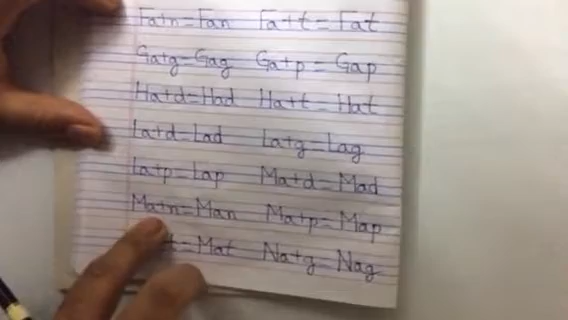 Fa+n=Fan Fa+t=Fat
Ga+g=Gag Ga+p=Gap
Ha+d=Had Ha+t=Hat
La+d=Lad La+g=Lag
La+p=Lap Ma+d=Mad
Ma+n=Man Ma+p=Map
t=Mat Na+g=Nag